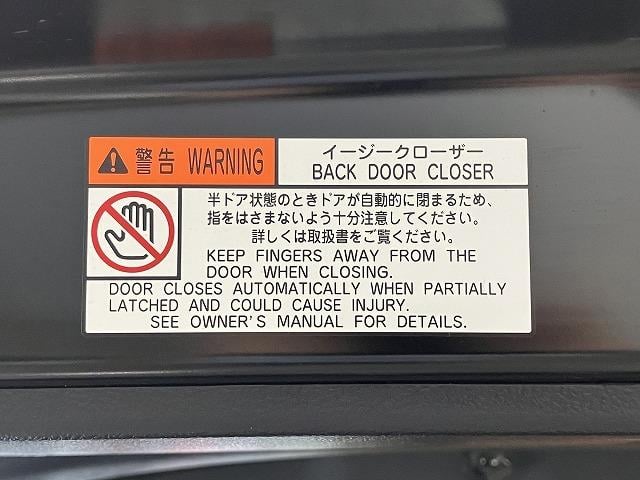 警告 WARNING
イージークローザー
BACK DOOR CLOSER
半ドア状態のときドアが自動的に閉まるため、
指をはさまないよう十分注意してください。
詳しくは取扱書をご覧ください。
KEEP FINGERS AWAY FROM THE
DOOR WHEN CLOSING.
DOOR CLOSES AUTOMATICALLY WHEN PARTIALLY
LATCHED AND COULD CAUSE INJURY.
SEE OWNER'S MANUAL FOR DETAILS.